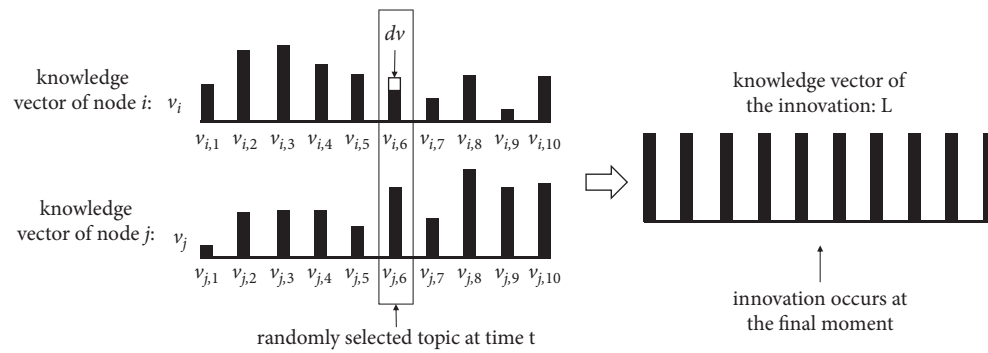 dv
knowledge
vector of node i: v_i
v_{i,1} v_{i,2} v_{i,3} v_{i,4} v_{i,5} v_{i,6} v_{i,7} v_{i,8} v_{i,9} v_{i,10}
knowledge
vector of node j: v_j
v_{j,1} v_{j,2} v_{j,3} v_{j,4} v_{j,5} v_{j,6} v_{j,7} v_{j,8} v_{j,9} v_{j,10}
randomly selected topic at time t
knowledge vector of
the innovation: L
innovation occurs at
the final moment